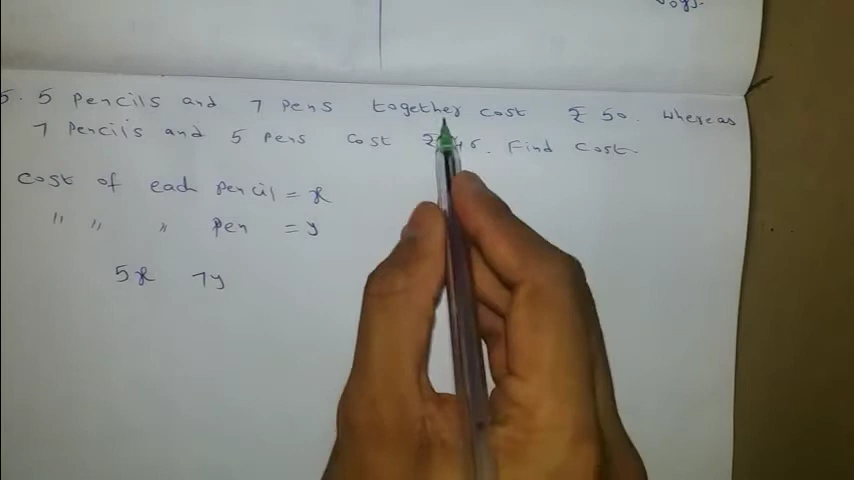 5. 5 pencils and 7 pens together cost ₹ 50. whereas
7 pencils and 5 pens cost ₹ 46. Find cost.
cost of each pencil = x
" " " pen = y
5x 7y